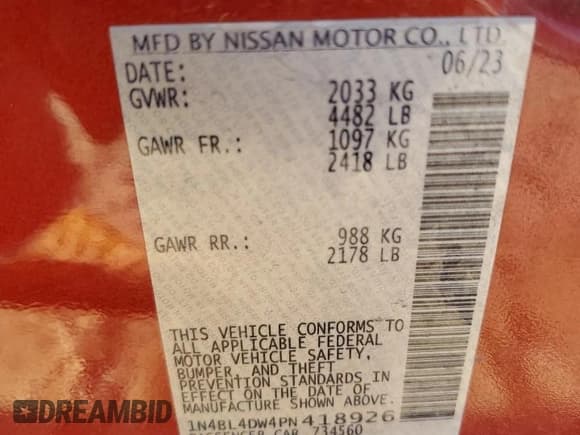 MFD BY NISSAN MOTOR CO., LTD.
DATE: 06/23
GVWR: 2033 KG
4482 LB
GAWR FR.: 1097 KG
2418 LB
GAWR RR.: 988 KG
2178 LB
THIS VEHICLE CONFORMS TO
ALL APPLICABLE FEDERAL
MOTOR VEHICLE SAFETY,
BUMPER, AND THEFT
PREVENTION STANDARDS IN
EFFECT ON THE DATE OF
MANUFACTURE SHOWN ABOVE.
1N4BL4DW4PN418926
PASSENGER CAR 734560
DREAMBID